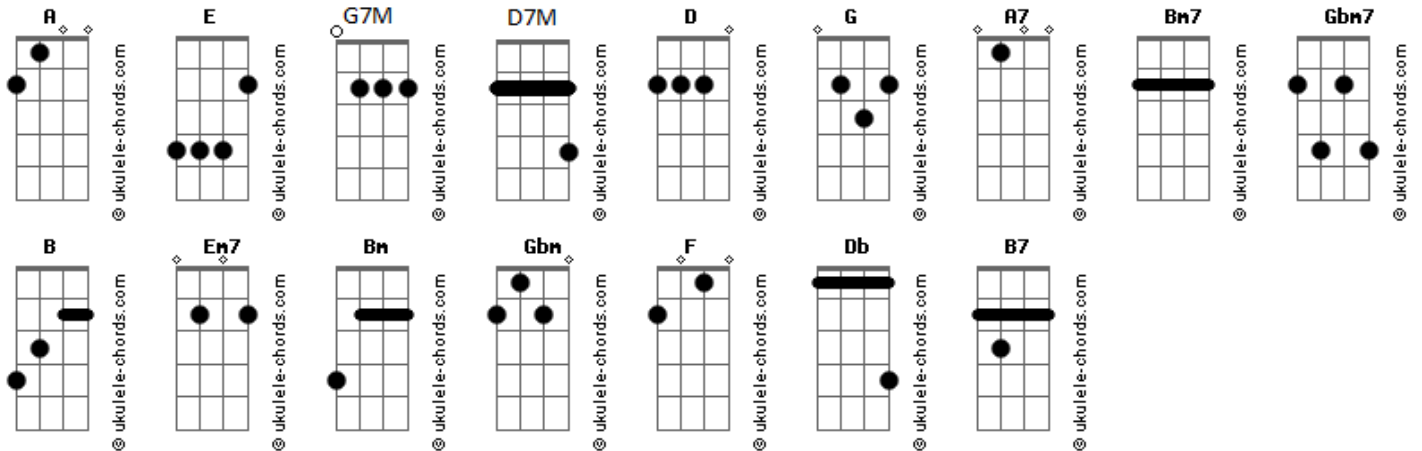 A E G7M D7M D G A7 Bm7 Gbm7
© ukulele-chords.com © ukulele-chords.com © ukulele-chords.com © ukulele-chords.com © ukulele-chords.com © ukulele-chords.com © ukulele-chords.com © ukulele-chords.com © ukulele-chords.com
B Em7 Bm Gbm F Db B7
© ukulele-chords.com © ukulele-chords.com © ukulele-chords.com © ukulele-chords.com © ukulele-chords.com © ukulele-chords.com © ukulele-chords.com